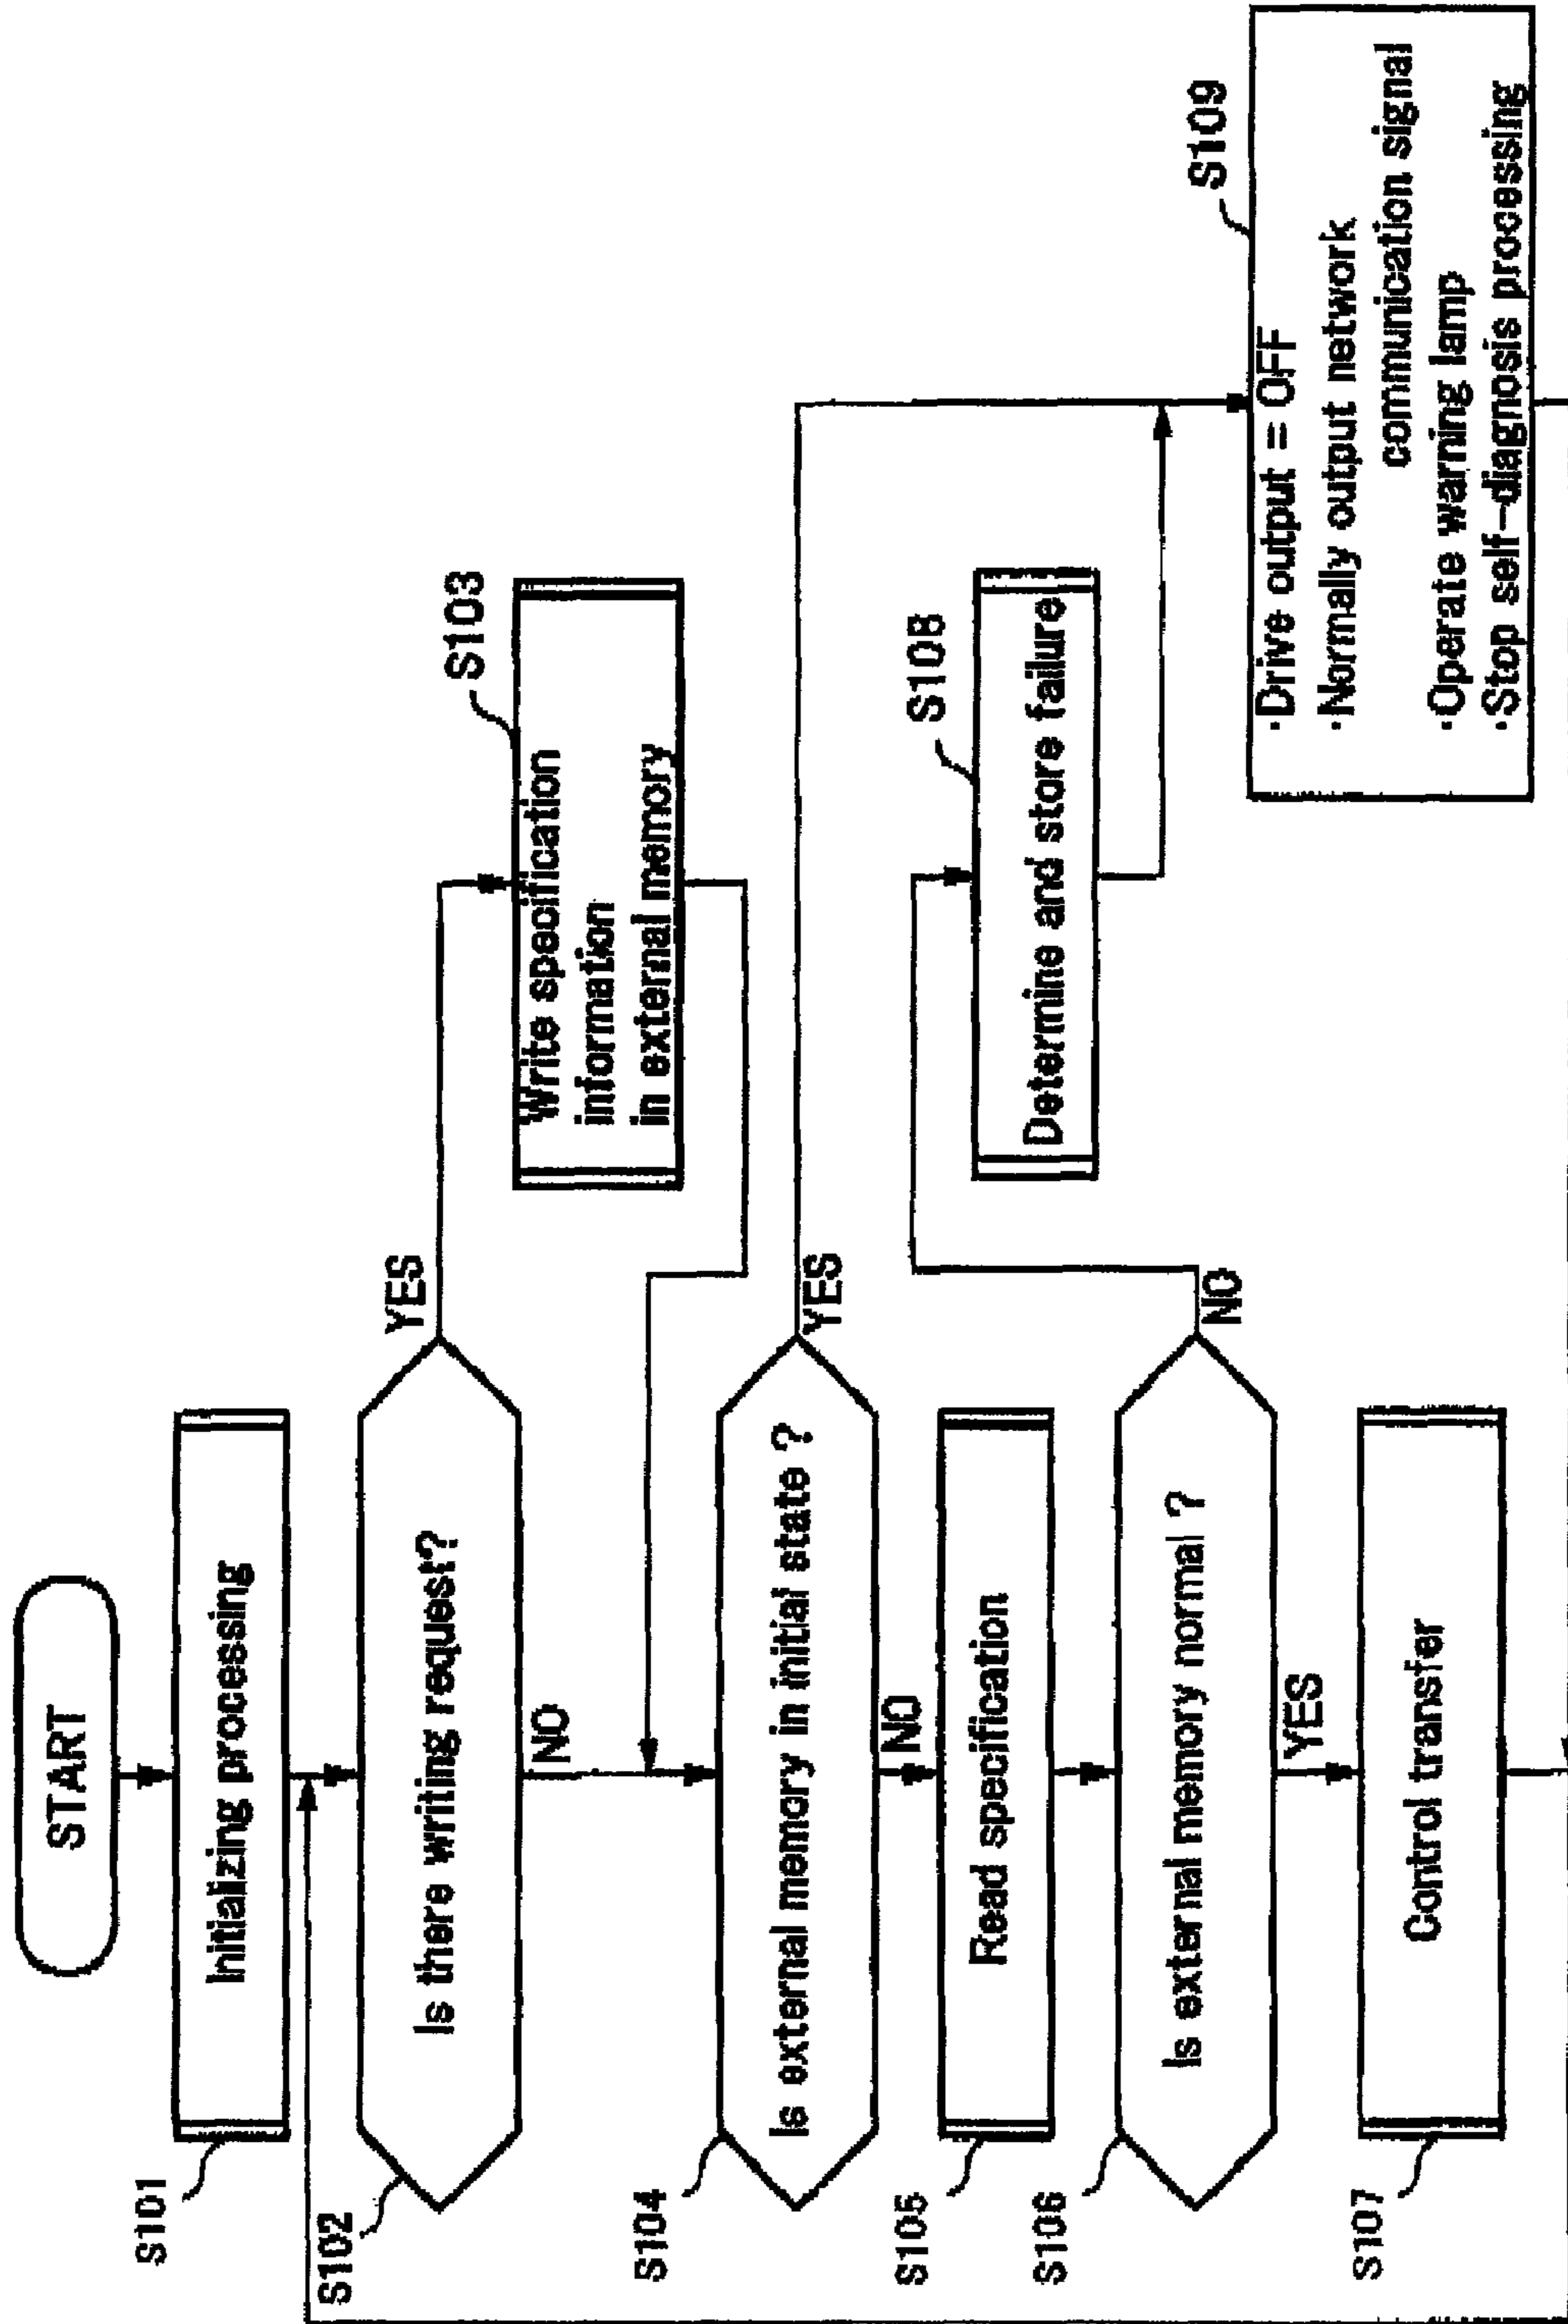 START
S101
Initializing processing
S102
Is there writing request?
YES
NO
S103
Write specification
information
in external memory
S104
Is external memory in initial state ?
YES
NO
S105
Read specification
S106
Is external memory normal ?
NO
YES
S108
Determine and store failure
S107
Control transfer
S109
·Drive output = OFF
·Normally output network
communication signal
·Operate warning lamp
·Stop self-diagnosis processing